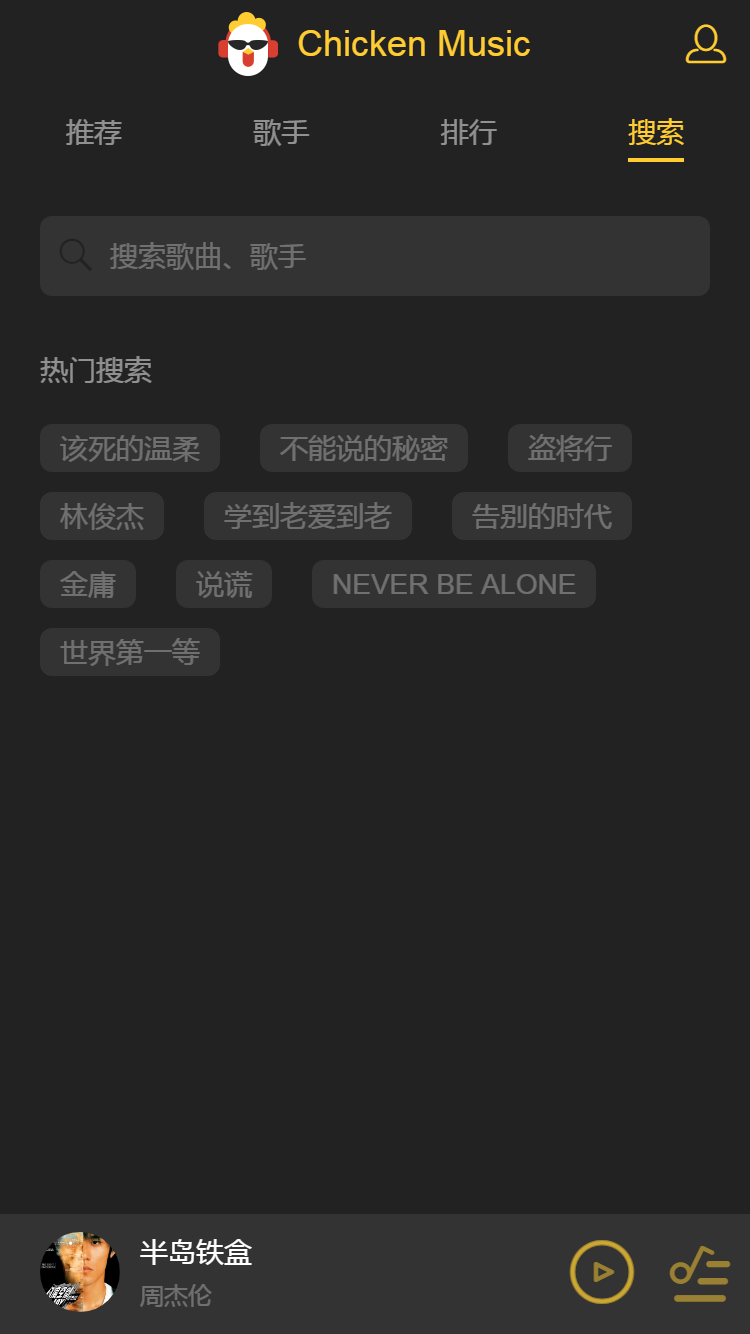 Chicken Music
推荐 歌手 排行 搜索
搜索歌曲、歌手
热门搜索
该死的温柔 不能说的秘密 盗将行
林俊杰 学到老爱到老 告别的时代
金庸 说谎 NEVER BE ALONE
世界第一等
半岛铁盒
周杰伦